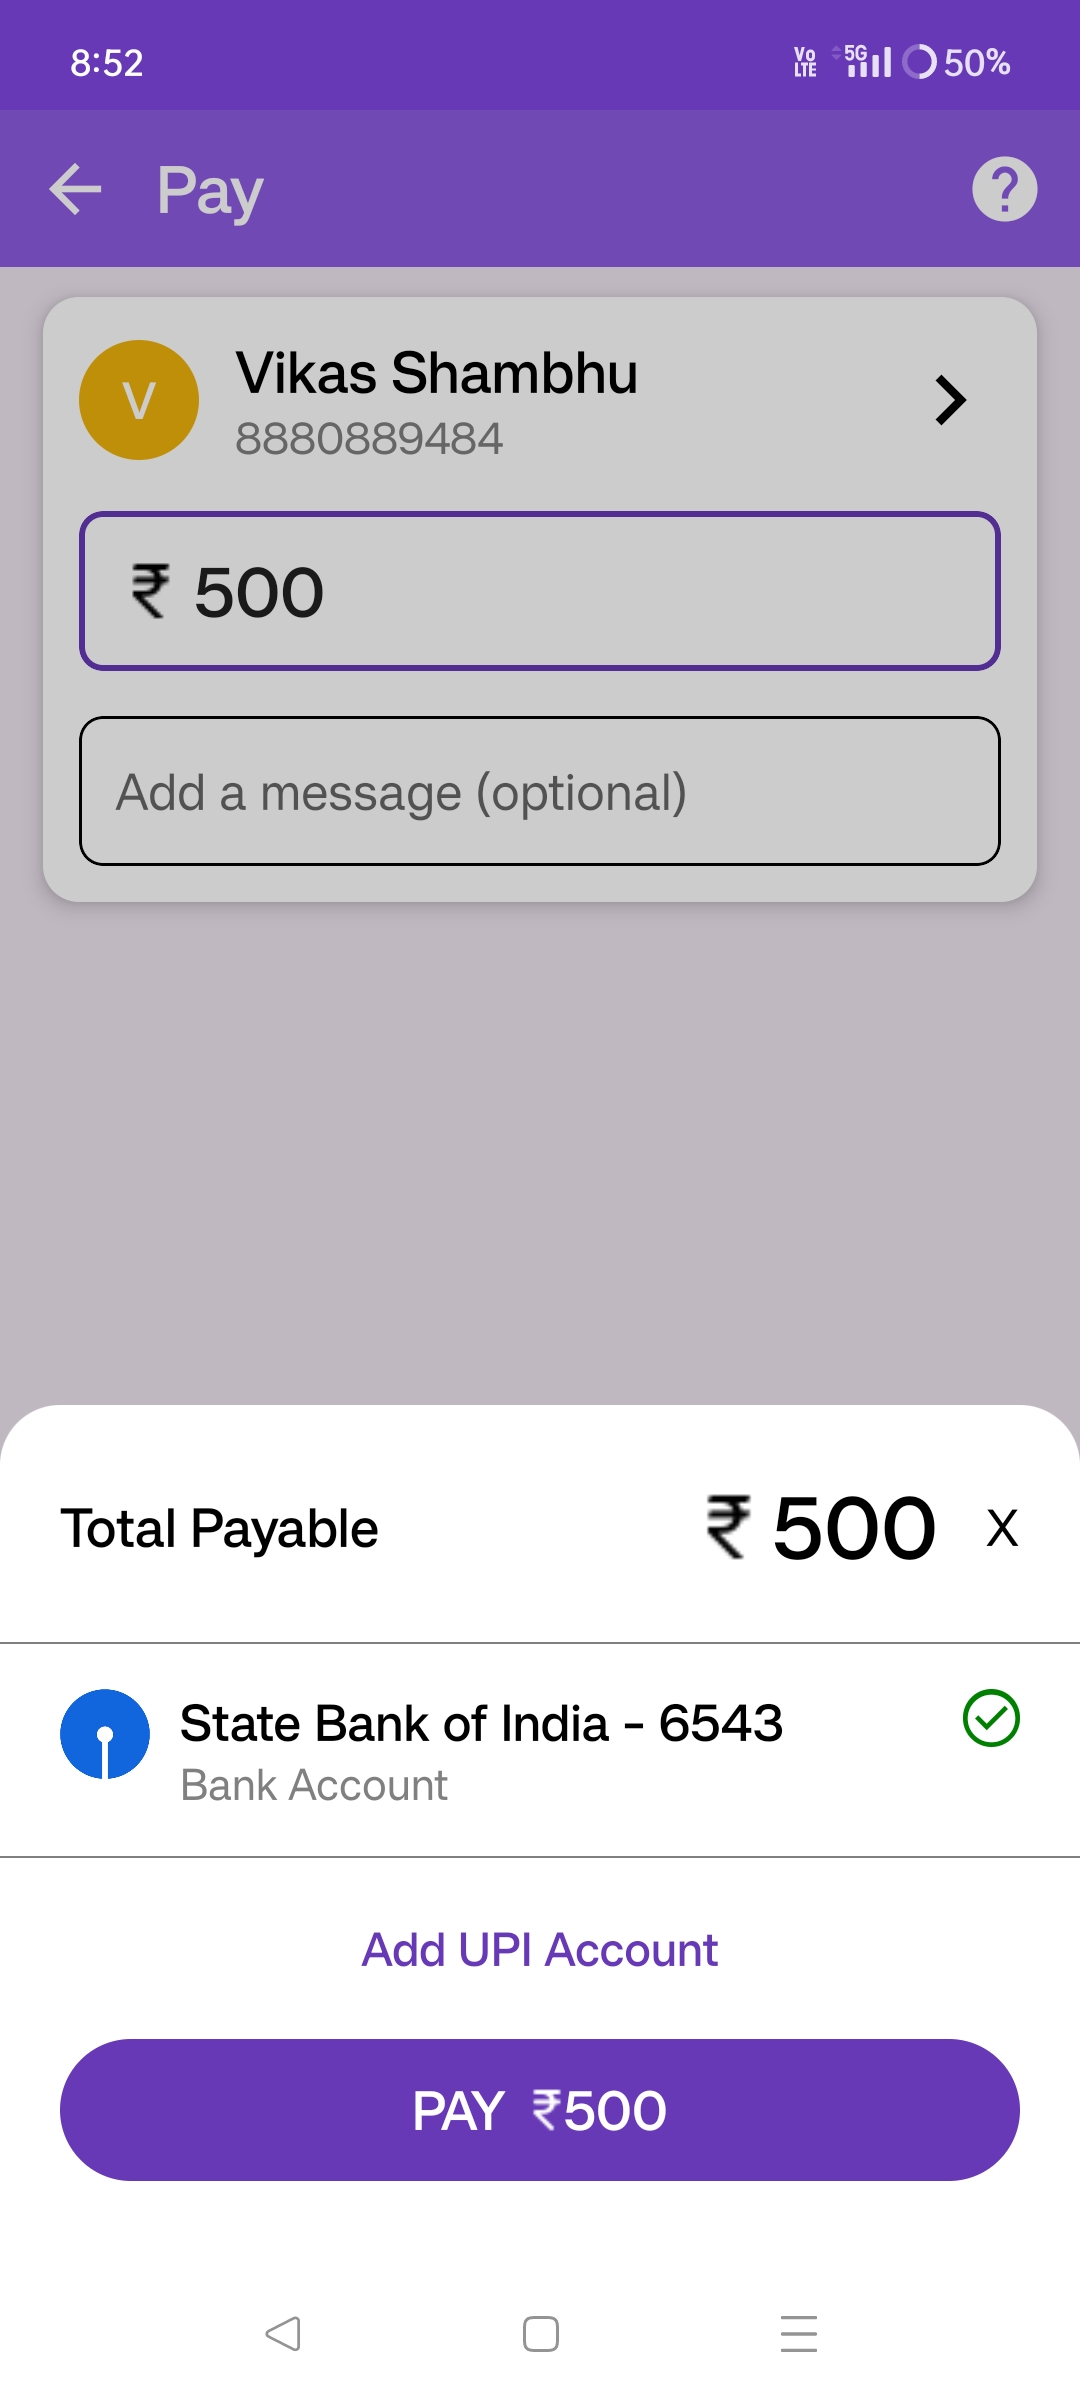 8:52
Vo LTE 5G 50%
Pay
?
V
Vikas Shambhu
8880889484
₹ 500
Add a message (optional)
Total Payable
₹ 500 X
State Bank of India - 6543
Bank Account
Add UPI Account
PAY ₹500